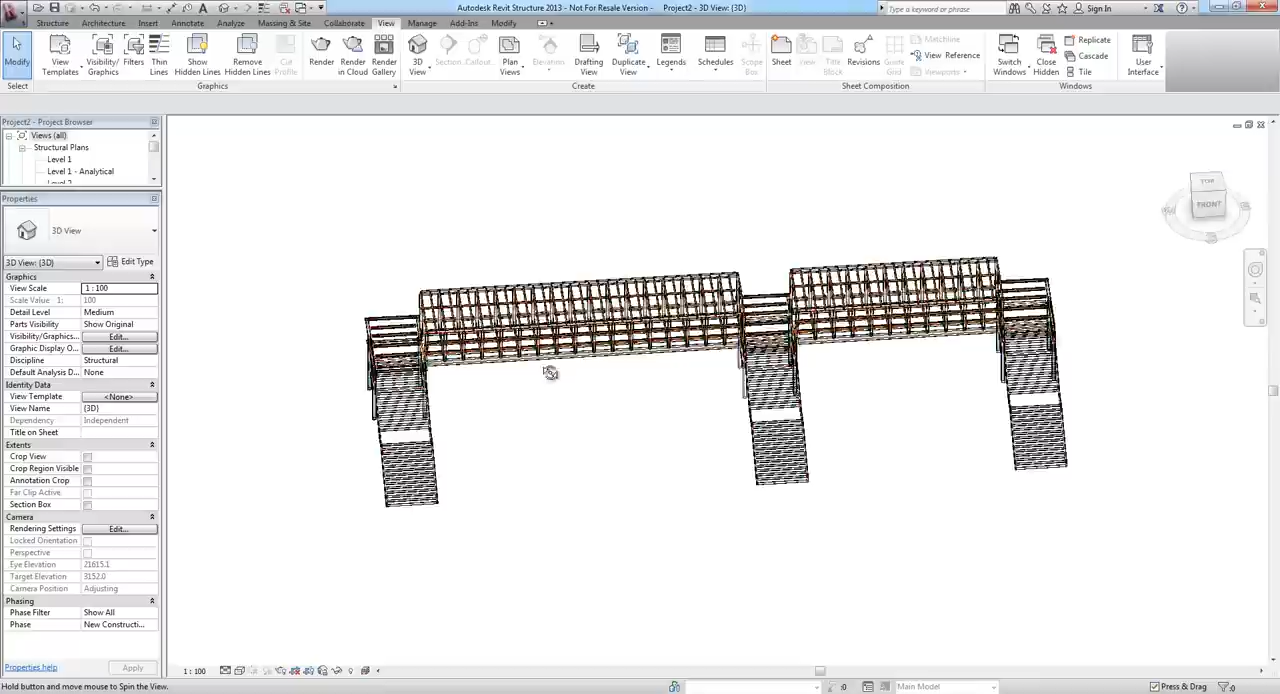 Autodesk Revit Structure 2013 - Not For Resale Version - Project2 - 3D View: {3D}
Type a keyword or phrase
Sign In
Structure Architecture Insert Annotate Analyze Massing & Site Collaborate View Manage Add-Ins Modify
Modify
View Templates
Visibility/ Graphics
Filters
Thin Lines
Show Hidden Lines
Remove Hidden Lines
Cut Profile
Render
Render in Cloud
Render Gallery
3D View
Section
Callout
Plan Views
Elevation
Drafting View
Duplicate View
Legends
Schedules
Scope Box
Sheet
View
Title Block
Revisions
Guide Grid
Matchline
View Reference
Viewports
Switch Windows
Close Hidden
Replicate
Cascade
Tile
User Interface
Select Graphics Create Sheet Composition Windows
Project2 - Project Browser
Views (all)
Structural Plans
Level 1
Level 1 - Analytical
Properties
3D View
3D View: {3D} Edit Type
Graphics
View Scale 1 : 100
Scale Value 1: 100
Detail Level Medium
Parts Visibility Show Original
Visibility/Graphics... Edit...
Graphic Display O... Edit...
Discipline Structural
Default Analysis D... None
Identity Data
View Template <None>
View Name {3D}
Dependency Independent
Title on Sheet
Extents
Crop View
Crop Region Visible
Annotation Crop
Far Clip Active
Section Box
Camera
Rendering Settings Edit...
Locked Orientation
Perspective
Eye Elevation 21615.1
Target Elevation 3152.0
Camera Position Adjusting
Phasing
Phase Filter Show All
Phase New Constructi...
Properties help Apply
TOP
FRONT
1 : 100
Hold button and move mouse to Spin the View.
:0
Main Model
Press & Drag
:0